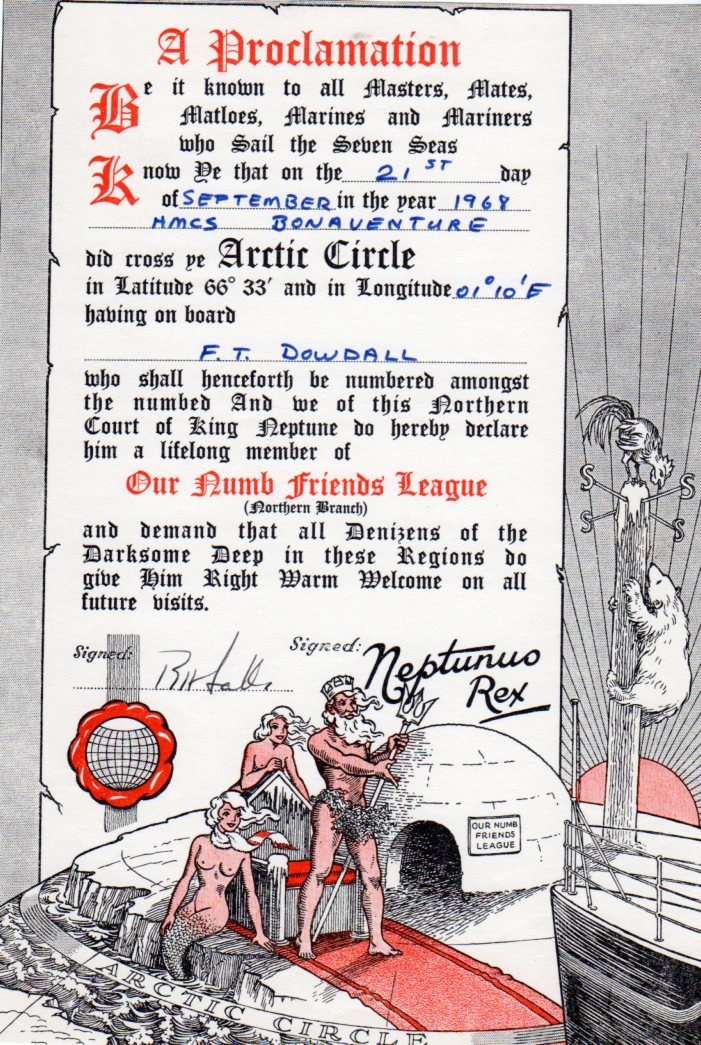 A Proclamation
Be it known to all Masters, Mates,
Matloes, Marines and Mariners
who Sail the Seven Seas
Know Ye that on the 21ST day
of SEPTEMBER in the year 1968
HMCS BONAVENTURE
did cross ye Arctic Circle
in Latitude 66° 33' and in Longitude 01°10'E
having on board
F. T. DOWDALL
who shall henceforth be numbered amongst
the numbed And we of this Northern
Court of King Neptune do hereby declare
him a lifelong member of
Our Numb Friends League
(Northern Branch)
and demand that all Denizens of the
Darksome Deep in these Regions do
give Him Right Warm Welcome on all
future visits.
Signed:
Signed: Neptunus
Rex
S S
S S
OUR NUMB
FRIENDS
LEAGUE
ARCTIC CIRCLE